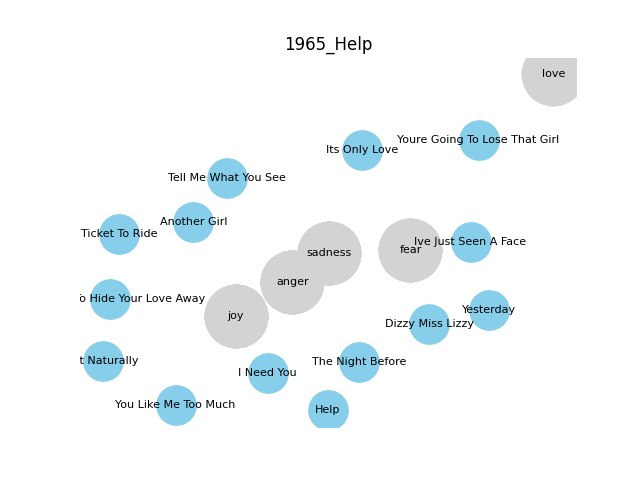 1965_Help
love
Youre Going To Lose That Girl
Its Only Love
Tell Me What You See
Another Girl
Ticket To Ride
Ive Just Seen A Face
fear
sadness
anger
o Hide Your Love Away
Yesterday
joy
Dizzy Miss Lizzy
t Naturally
The Night Before
I Need You
You Like Me Too Much
Help